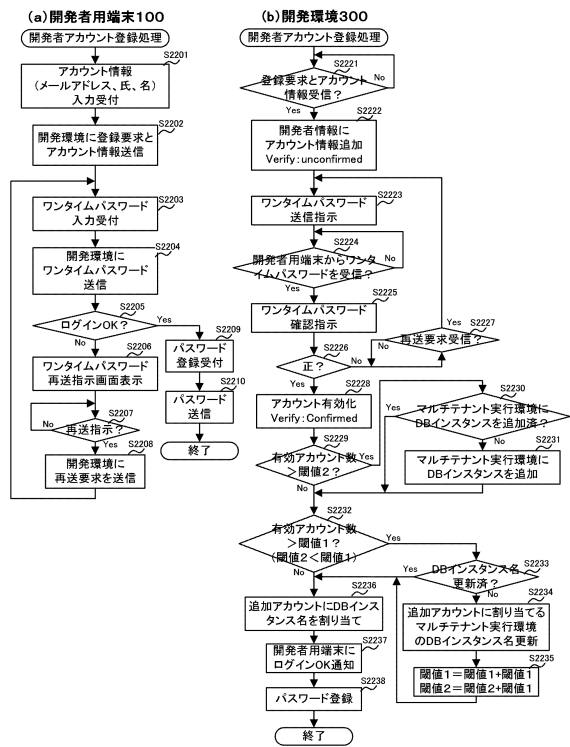 (a)開発者用端末100
開発者アカウント登録処理
S2201
アカウント情報
(メールアドレス、氏、名)
入力受付
S2202
開発環境に登録要求と
アカウント情報送信
S2203
ワンタイムパスワード
入力受付
S2204
開発環境に
ワンタイムパスワード
送信
S2205
ログインOK?
Yes
No
S2206
ワンタイムパスワード
再送指示画面表示
S2207
再送指示?
No
Yes
S2208
開発環境に
再送要求を送信
S2209
パスワード
登録受付
S2210
パスワード
送信
終了
(b)開発環境300
開発者アカウント登録処理
S2221
登録要求とアカウント
情報受信?
No
Yes
S2222
開発者情報に
アカウント情報追加
Verify:unconfirmed
S2223
ワンタイムパスワード
送信指示
S2224
開発者用端末からワンタ
イムパスワードを受信?
No
Yes
S2225
ワンタイムパスワード
確認指示
S2226
正?
No
Yes
S2227
再送要求受信?
Yes
No
S2228
アカウント有効化
Verify:Confirmed
S2229
有効アカウント数
>閾値2?
Yes
No
S2230
マルチテナント実行環境に
DBインスタンスを追加済?
Yes
No
S2231
マルチテナント実行環境に
DBインスタンスを追加
S2232
有効アカウント数
>閾値1?
(閾値2<閾値1)
Yes
No
S2233
DBインスタンス名
更新済?
Yes
No
S2234
追加アカウントに割り当てる
マルチテナント実行環境
のDBインスタンス名更新
S2235
閾値1=閾値1+閾値1
閾値2=閾値2+閾値1
S2236
追加アカウントにDBインス
タンス名を割り当て
S2237
開発者用端末に
ログインOK通知
S2238
パスワード登録
終了